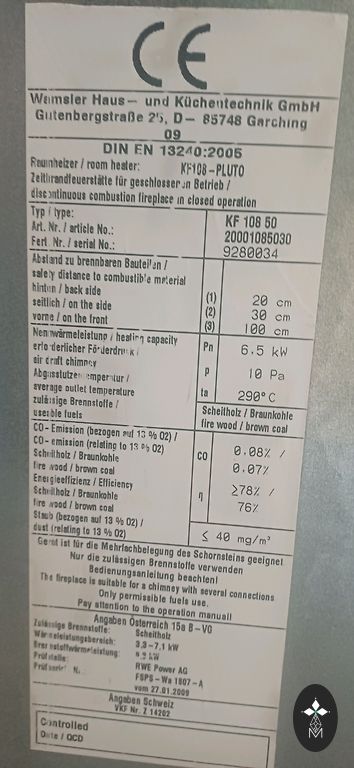 CE
Wamsler Haus- und Küchentechnik GmbH
Gutenbergstraße 25, D- 85748 Garching
09
DIN EN 13240:2005
Raumheizer / room heater: KF108-PLUTO
Zeitbrandfeuerstätte für geschlossenen Betrieb /
discontinuous combustion fireplace in closed operation
Typ / type: KF 108 50
Art. Nr. / article No.: 20001085030
Fert. Nr. / serial No.: 9280034
Abstand zu brennbaren Bauteilen /
safety distance to combustible material
hinten / back side (1) 20 cm
seitlich / on the side (2) 30 cm
vorne / on the front (3) 100 cm
Nennwärmeleistung / heating capacity Pn 6.5 kW
erforderlicher Förderdruck /
air draft chimney p 10 Pa
Abgasstutzentemperatur /
average outlet temperature ta 290°C
zulässige Brennstoffe / Scheitholz / Braunkohle
useible fuels fire wood / brown coal
CO-Emission (bezogen auf 13 % O2) /
CO-emission (relating to 13 % O2)
Scheitholz / Braunkohle CO 0.08% /
fire wood / brown coal 0.07%
Energieeffizienz / Efficiency
Scheitholz / Braunkohle η ≥78% /
fire wood / brown coal 76%
Staub (bezogen auf 13 % O2) /
dust (relating to 13 % O2) ≤ 40 mg/m³
Gerät ist für die Mehrfachbelegung des Schornsteins geeignet
Nur die zulässigen Brennstoffe verwenden
Bedienungsanleitung beachten!
The fireplace is suitable for a chimney with several connections
Only permissible fuels use.
Pay attention to the operation manual!
Angaben Österreich 15a B-VG
Zulässige Brennstoffe: Scheitholz
Wärmeleistungsbereich: 3,3-7,1 kW
Brennstoffwärmeleistung: kW
Prüfstelle: RWE Power AG
FSPS-Wa 1807-A
vom 27.01.2009
Angaben Schweiz
VKF Nr. Z 14202
Controlled
Date / QCD
M